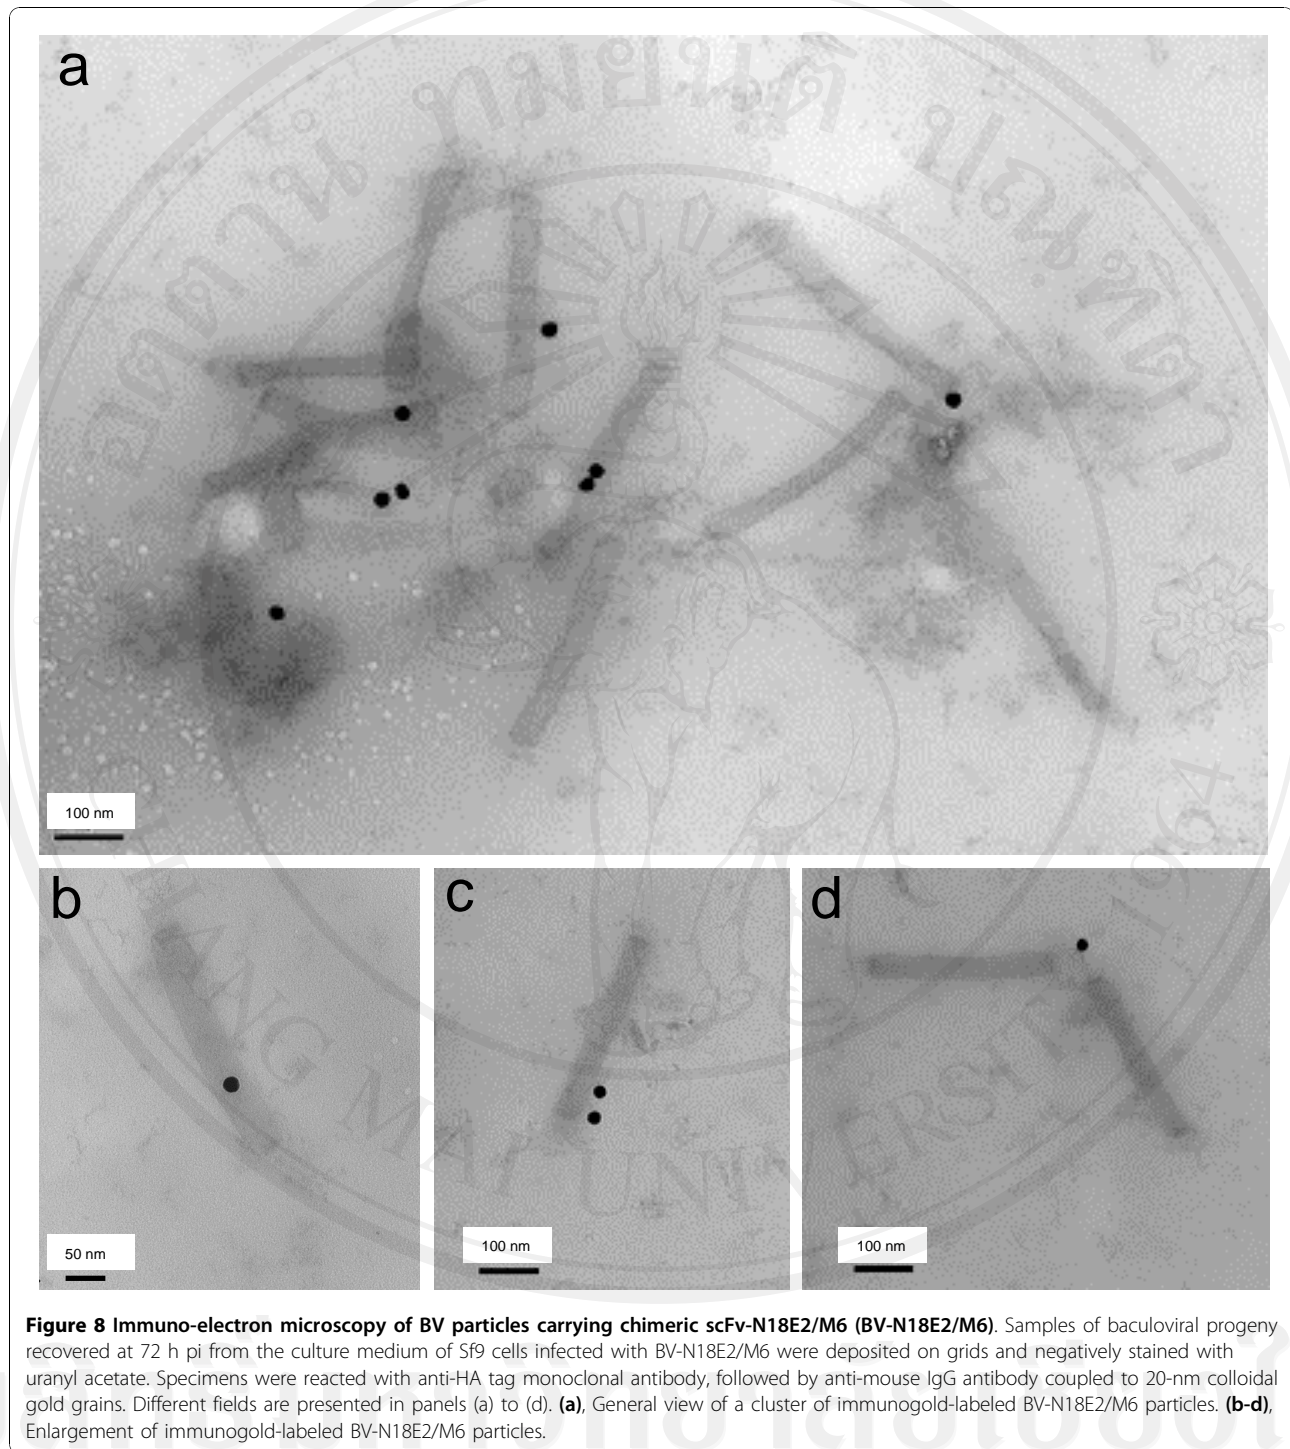 a
100 nm
b
c
d
50 nm
100 nm
100 nm
Figure 8 Immuno-electron microscopy of BV particles carrying chimeric scFv-N18E2/M6 (BV-N18E2/M6). Samples of baculoviral progeny
recovered at 72 h pi from the culture medium of Sf9 cells infected with BV-N18E2/M6 were deposited on grids and negatively stained with
uranyl acetate. Specimens were reacted with anti-HA tag monoclonal antibody, followed by anti-mouse IgG antibody coupled to 20-nm colloidal
gold grains. Different fields are presented in panels (a) to (d). (a), General view of a cluster of immunogold-labeled BV-N18E2/M6 particles. (b-d),
Enlargement of immunogold-labeled BV-N18E2/M6 particles.
CHIANG MAI UNIVERSITY 1964